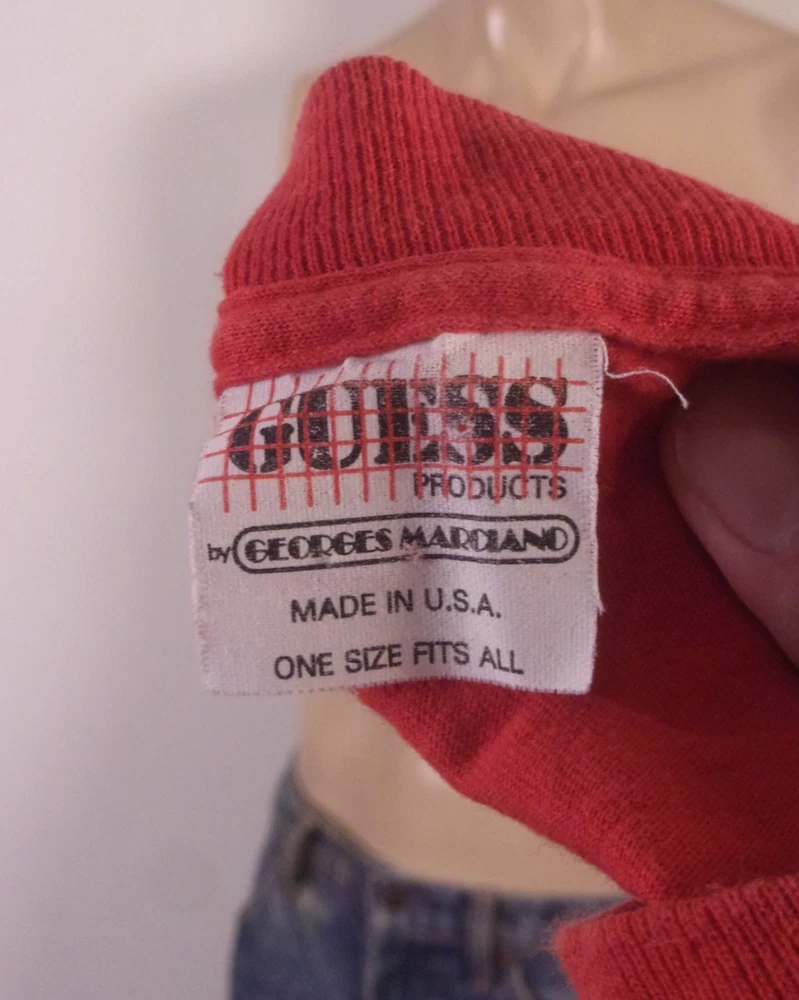 GUESS
PRODUCTS
by GEORGES MARCIANO
MADE IN U.S.A.
ONE SIZE FITS ALL